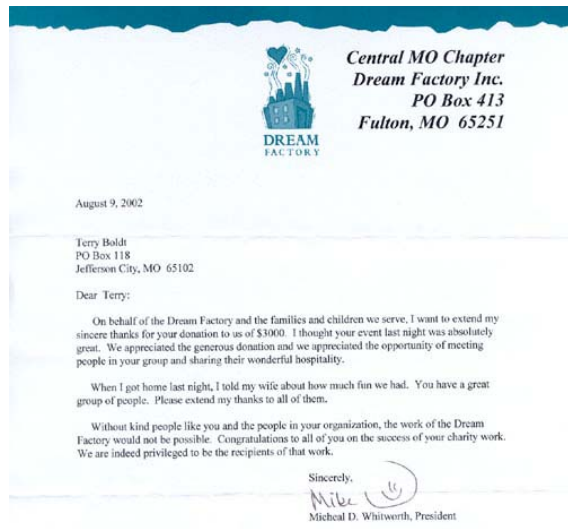 Central MO Chapter
Dream Factory Inc.
PO Box 413
Fulton, MO 65251
DREAM
FACTORY
August 9, 2002
Terry Boldt
PO Box 118
Jefferson City, MO 65102
Dear Terry:
On behalf of the Dream Factory and the families and children we serve, I want to extend my
sincere thanks for your donation to us of $3000. I thought your event last night was absolutely
great. We appreciated the generous donation and we appreciated the opportunity of meeting
people in your group and sharing their wonderful hospitality.
When I got home last night, I told my wife about how much fun we had. You have a great
group of people. Please extend my thanks to all of them.
Without kind people like you and the people in your organization, the work of the Dream
Factory would not be possible. Congratulations to all of you on the success of your charity work.
We are indeed privileged to be the recipients of that work.
Sincerely,
Mike
Micheal D. Whitworth, President